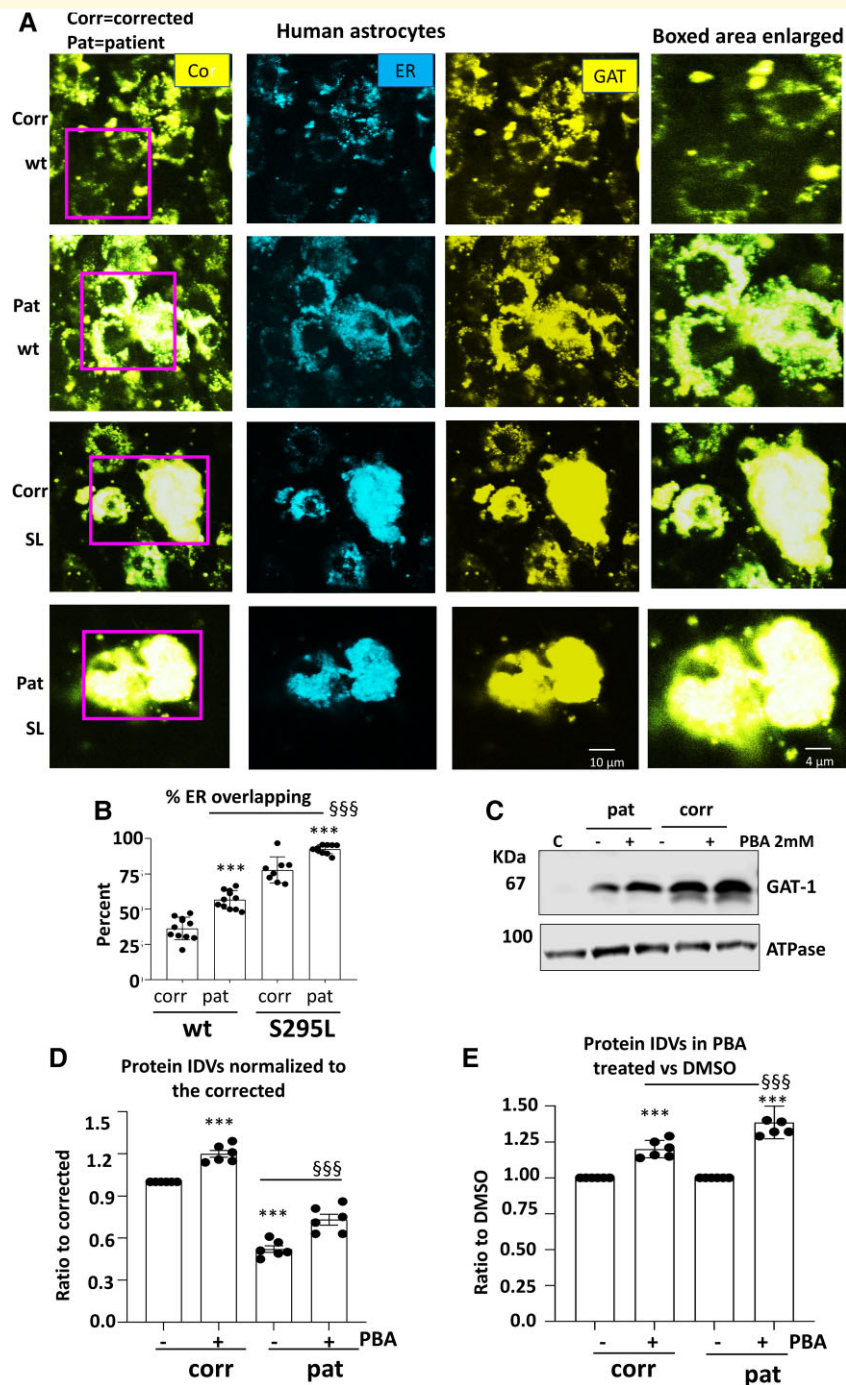 A
Corr=corrected
Pat=patient
Human astrocytes
Boxed area enlarged
Co
ER
GAT
Corr
wt
Pat
wt
Corr
SL
Pat
SL
10 μm
4 μm
B
% ER overlapping
§§§
***
***
Percent
100
75
50
25
0
corr
pat
corr
pat
wt
S295L
C
pat
corr
C
-
+
-
+
PBA 2mM
KDa
67
GAT-1
100
ATPase
D
Protein IDVs normalized to
the corrected
Ratio to corrected
1.5
1.2
0.9
0.6
0.3
0.0
***
***
§§§
-
+
-
+
PBA
corr
pat
E
Protein IDVs in PBA
treated vs DMSO
§§§
***
***
Ratio to DMSO
1.50
1.25
1.00
0.75
1.00
0.25
0.00
-
+
-
+
PBA
corr
pat